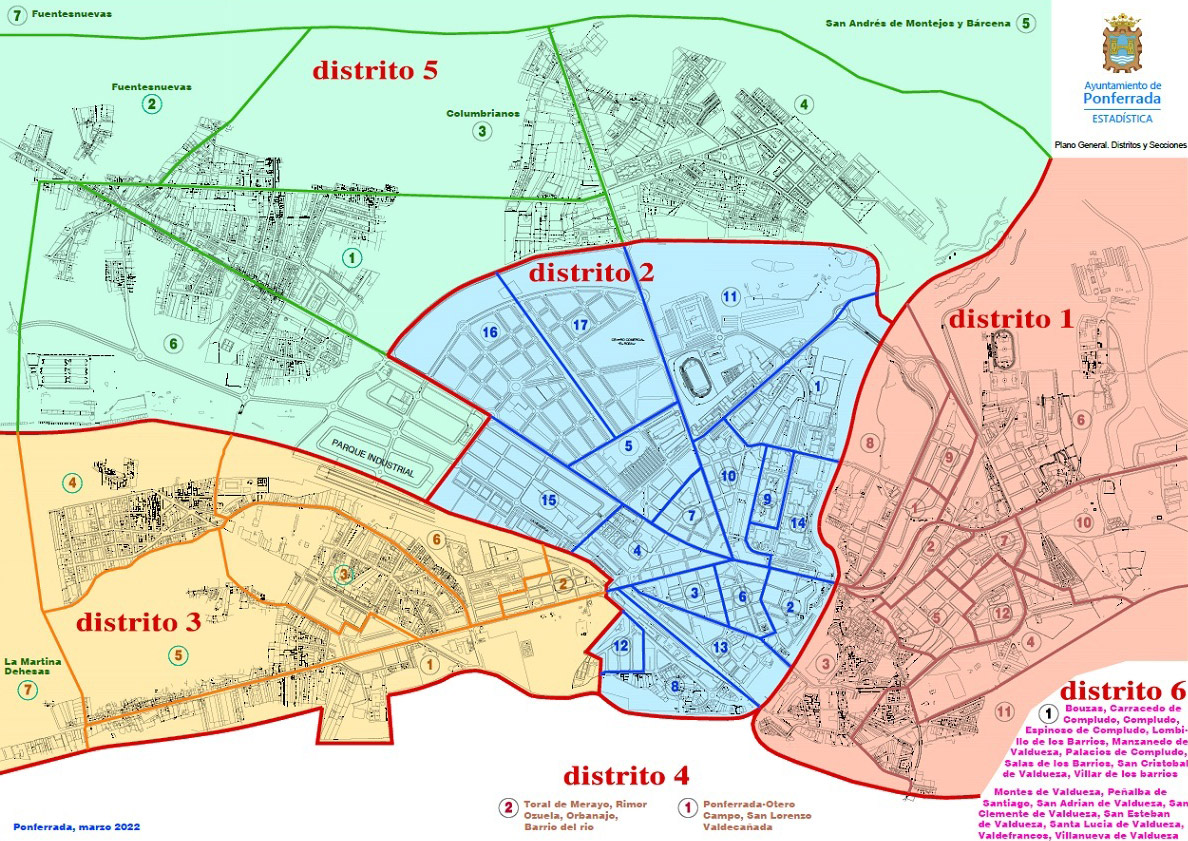 7 Fuentesnuevas
San Andrés de Montejos y Bárcena 5
Ayuntamiento de
Ponferrada
ESTADÍSTICA
Plano General. Distritos y Secciones
distrito 5
Fuentesnuevas
2
Columbrianos
3
4
1
6
PARQUE INDUSTRIAL
distrito 2
11
16
17
1
5
15
10
9
14
7
4
3
6
2
12
13
8
distrito 1
6
8
9
1
10
2
7
5
12
4
3
11
distrito 3
4
6
3
2
5
1
La Martina
Dehesas
7
distrito 4
2 Toral de Merayo, Rimor
Ozuela, Orbanajo,
Barrio del rio
1 Ponferrada-Otero
Campo, San Lorenzo
Valdecañada
distrito 6
1 Bouzas, Carracedo de
Compludo, Compludo,
Espinoso de Compludo, Lombi-
llo de los Barrios, Manzanedo de
Valdueza, Palacios de Compludo,
Salas de los Barrios, San Cristobal
de Valdueza, Villar de los barrios
Montes de Valdueza, Peñalba de
Santiago, San Adrian de Valdueza, San
Clemente de Valdueza, San Esteban
de Valdueza, Santa Lucia de Valdueza,
Valdefrancos, Villanueva de Valdueza
Ponferrada, marzo 2022